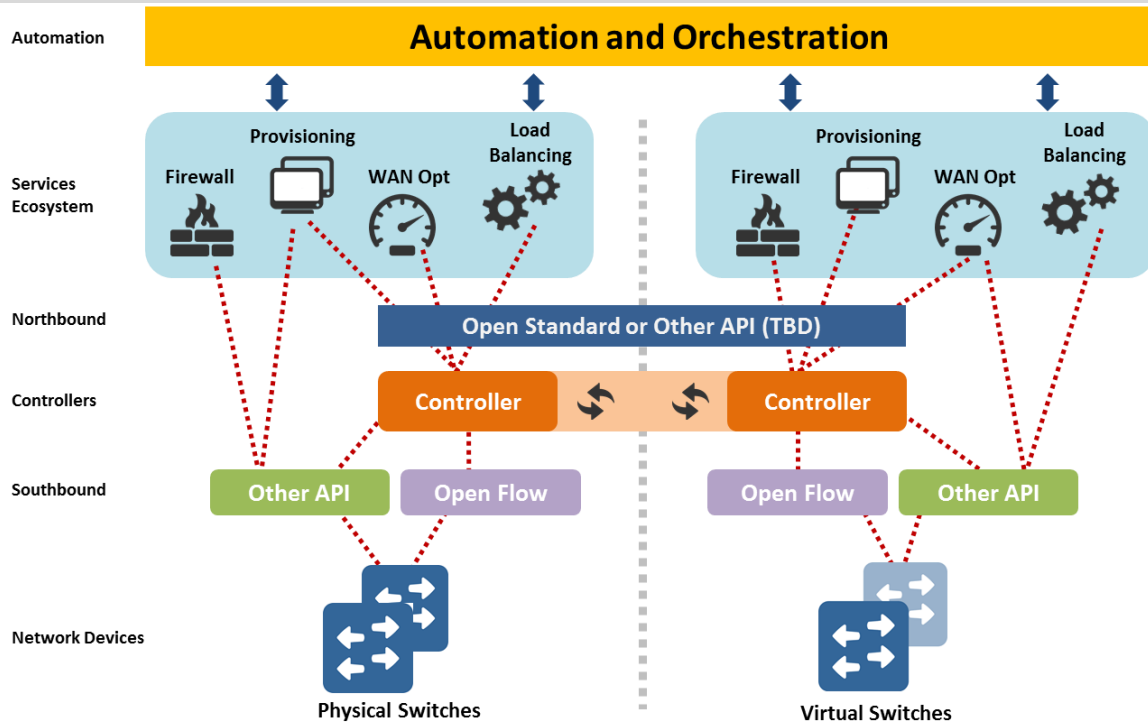 Automation
Automation and Orchestration
Services
Ecosystem
Firewall
Provisioning
WAN Opt
Load
Balancing
Firewall
Provisioning
WAN Opt
Load
Balancing
Northbound
Open Standard or Other API (TBD)
Controllers
Controller
Controller
Southbound
Other API
Open Flow
Open Flow
Other API
Network Devices
Physical Switches
Virtual Switches